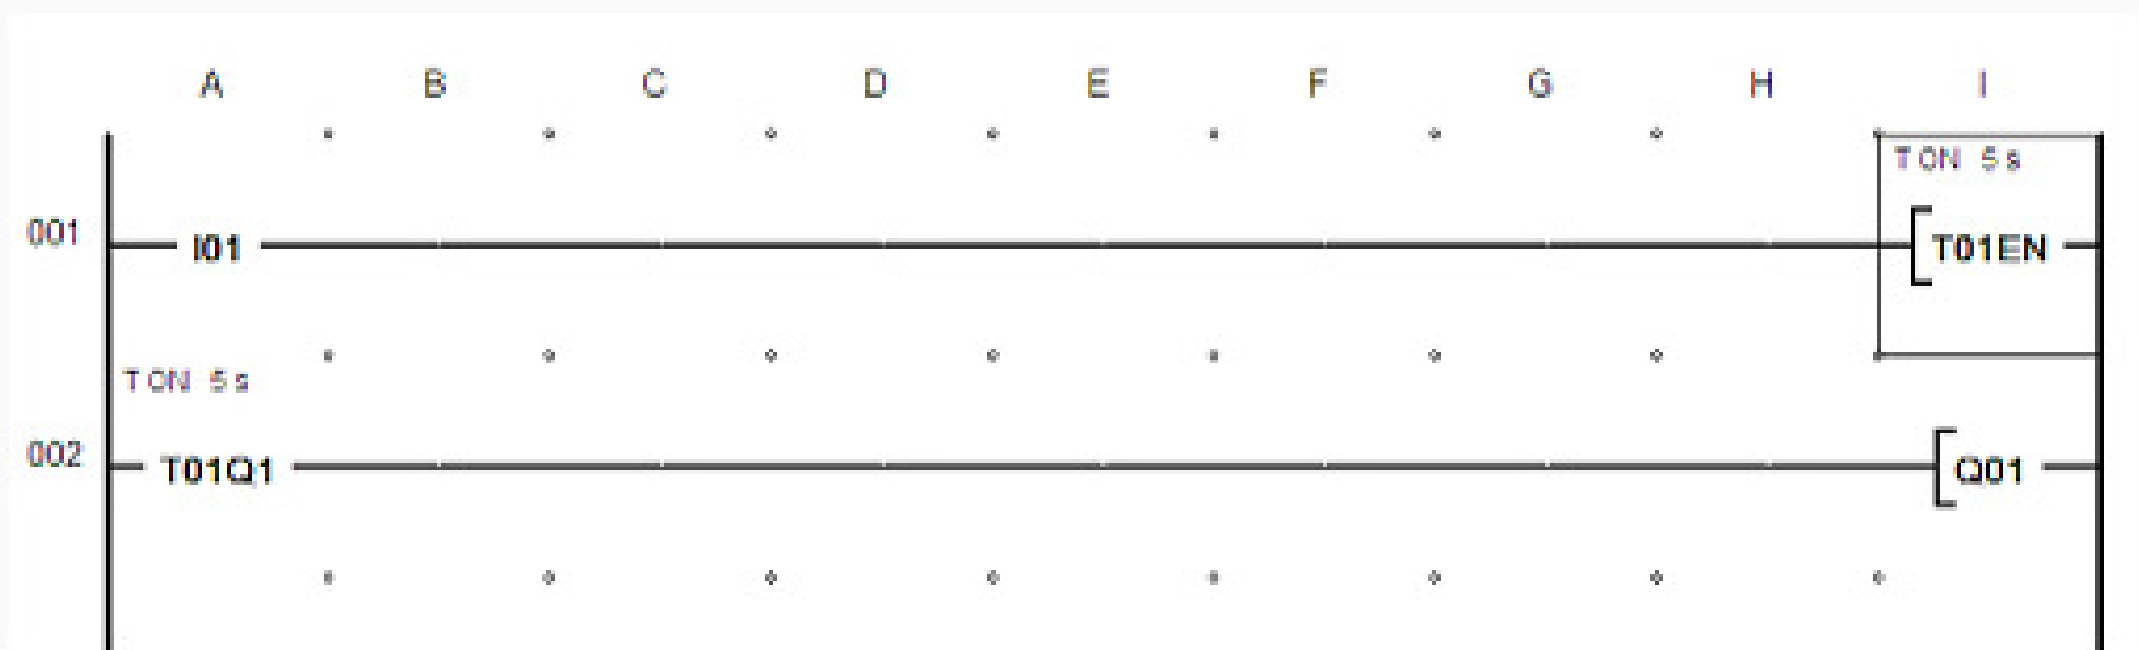 A B C D E F G H I
TON 5s
001 I01 T01EN
TON 5s
002 T01Q1 Q01